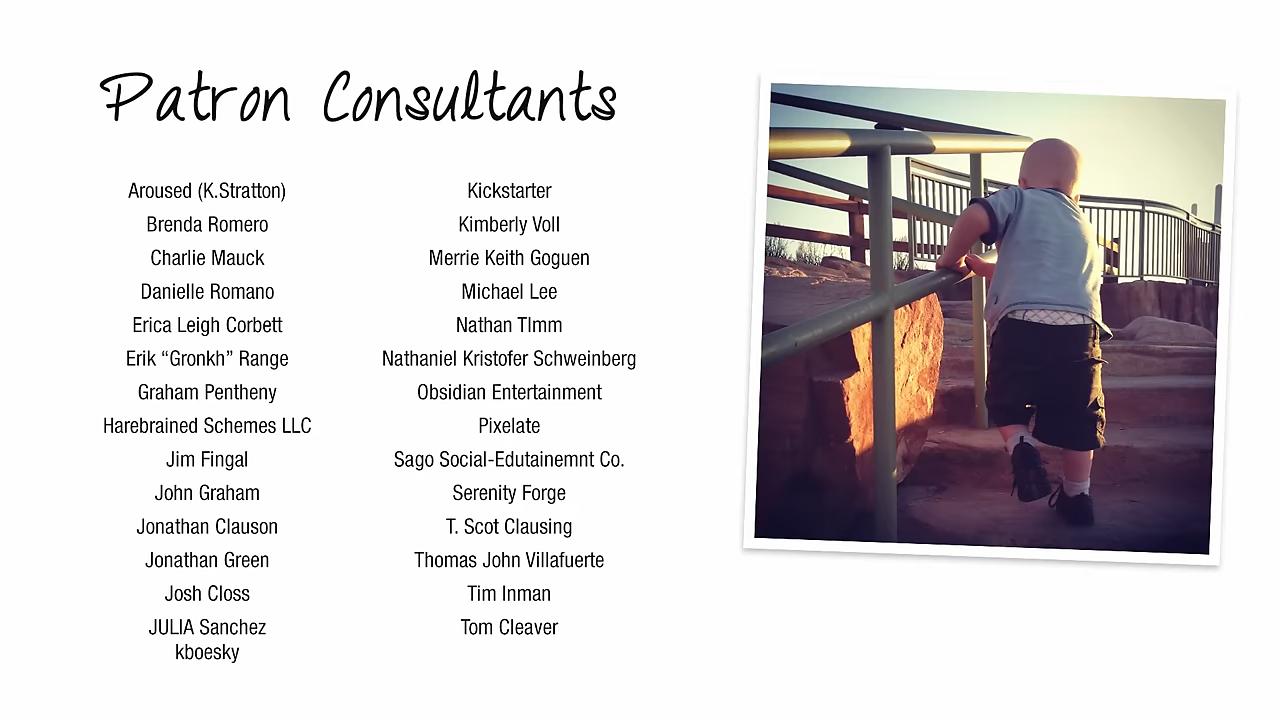 Patron Consultants
Aroused (K.Stratton)
Brenda Romero
Charlie Mauck
Danielle Romano
Erica Leigh Corbett
Erik “Gronkh” Range
Graham Pentheny
Harebrained Schemes LLC
Jim Fingal
John Graham
Jonathan Clauson
Jonathan Green
Josh Closs
JULIA Sanchez
kboesky
Kickstarter
Kimberly Voll
Merrie Keith Goguen
Michael Lee
Nathan TImm
Nathaniel Kristofer Schweinberg
Obsidian Entertainment
Pixelate
Sago Social-Edutainemnt Co.
Serenity Forge
T. Scot Clausing
Thomas John Villafuerte
Tim Inman
Tom Cleaver